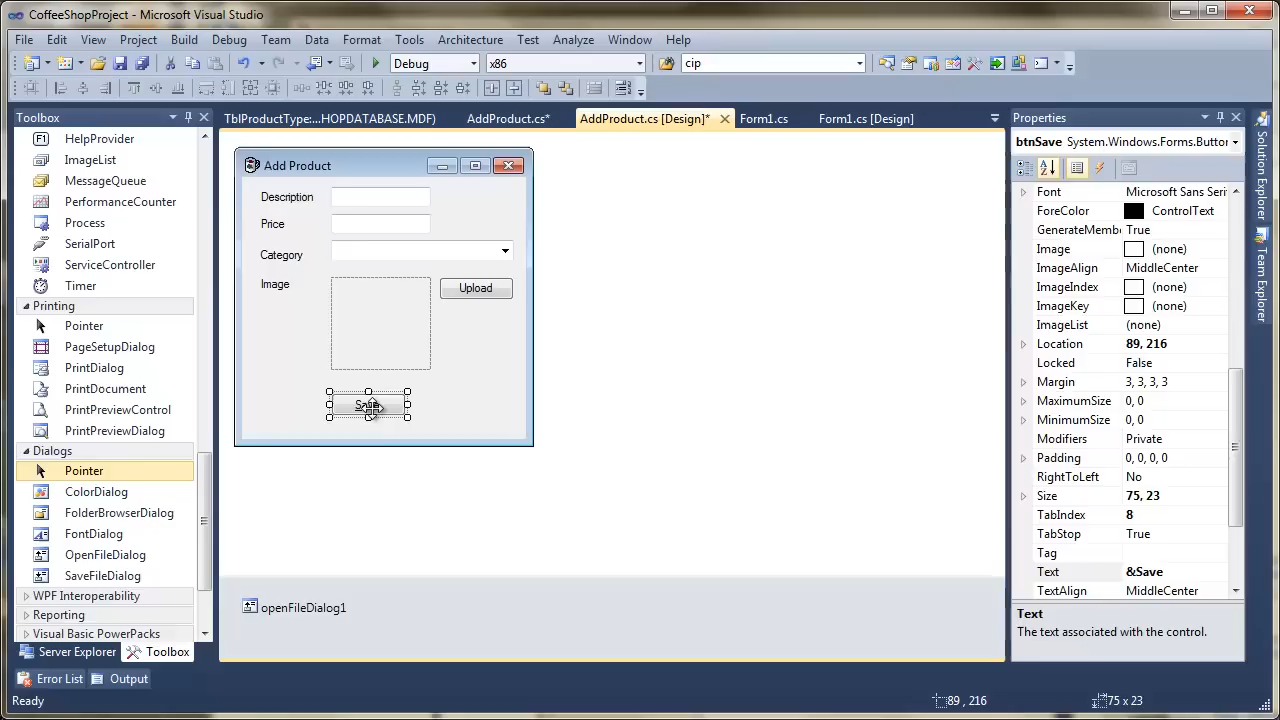 CoffeeShopProject - Microsoft Visual Studio
File Edit View Project Build Debug Team Data Format Tools Architecture Test Analyze Window Help
Debug x86 cip
Toolbox
HelpProvider
ImageList
MessageQueue
PerformanceCounter
Process
SerialPort
ServiceController
Timer
Printing
Pointer
PageSetupDialog
PrintDialog
PrintDocument
PrintPreviewControl
PrintPreviewDialog
Dialogs
Pointer
ColorDialog
FolderBrowserDialog
FontDialog
OpenFileDialog
SaveFileDialog
WPF Interoperability
Reporting
Visual Basic PowerPacks
Server Explorer Toolbox
TblProductType:...HOPDATABASE.MDF) AddProduct.cs* AddProduct.cs [Design]* Form1.cs Form1.cs [Design]
Add Product
Description
Price
Category
Image Upload
openFileDialog1
Properties
btnSave System.Windows.Forms.Button
Font Microsoft Sans Seri
ForeColor ControlText
GenerateMembe True
Image (none)
ImageAlign MiddleCenter
ImageIndex (none)
ImageKey (none)
ImageList (none)
Location 89, 216
Locked False
Margin 3, 3, 3, 3
MaximumSize 0, 0
MinimumSize 0, 0
Modifiers Private
Padding 0, 0, 0, 0
RightToLeft No
Size 75, 23
TabIndex 8
TabStop True
Tag
Text &Save
TextAlign MiddleCenter
Text
The text associated with the control.
Solution Explorer
Team Explorer
Error List Output
Ready 89 , 216 75 x 23